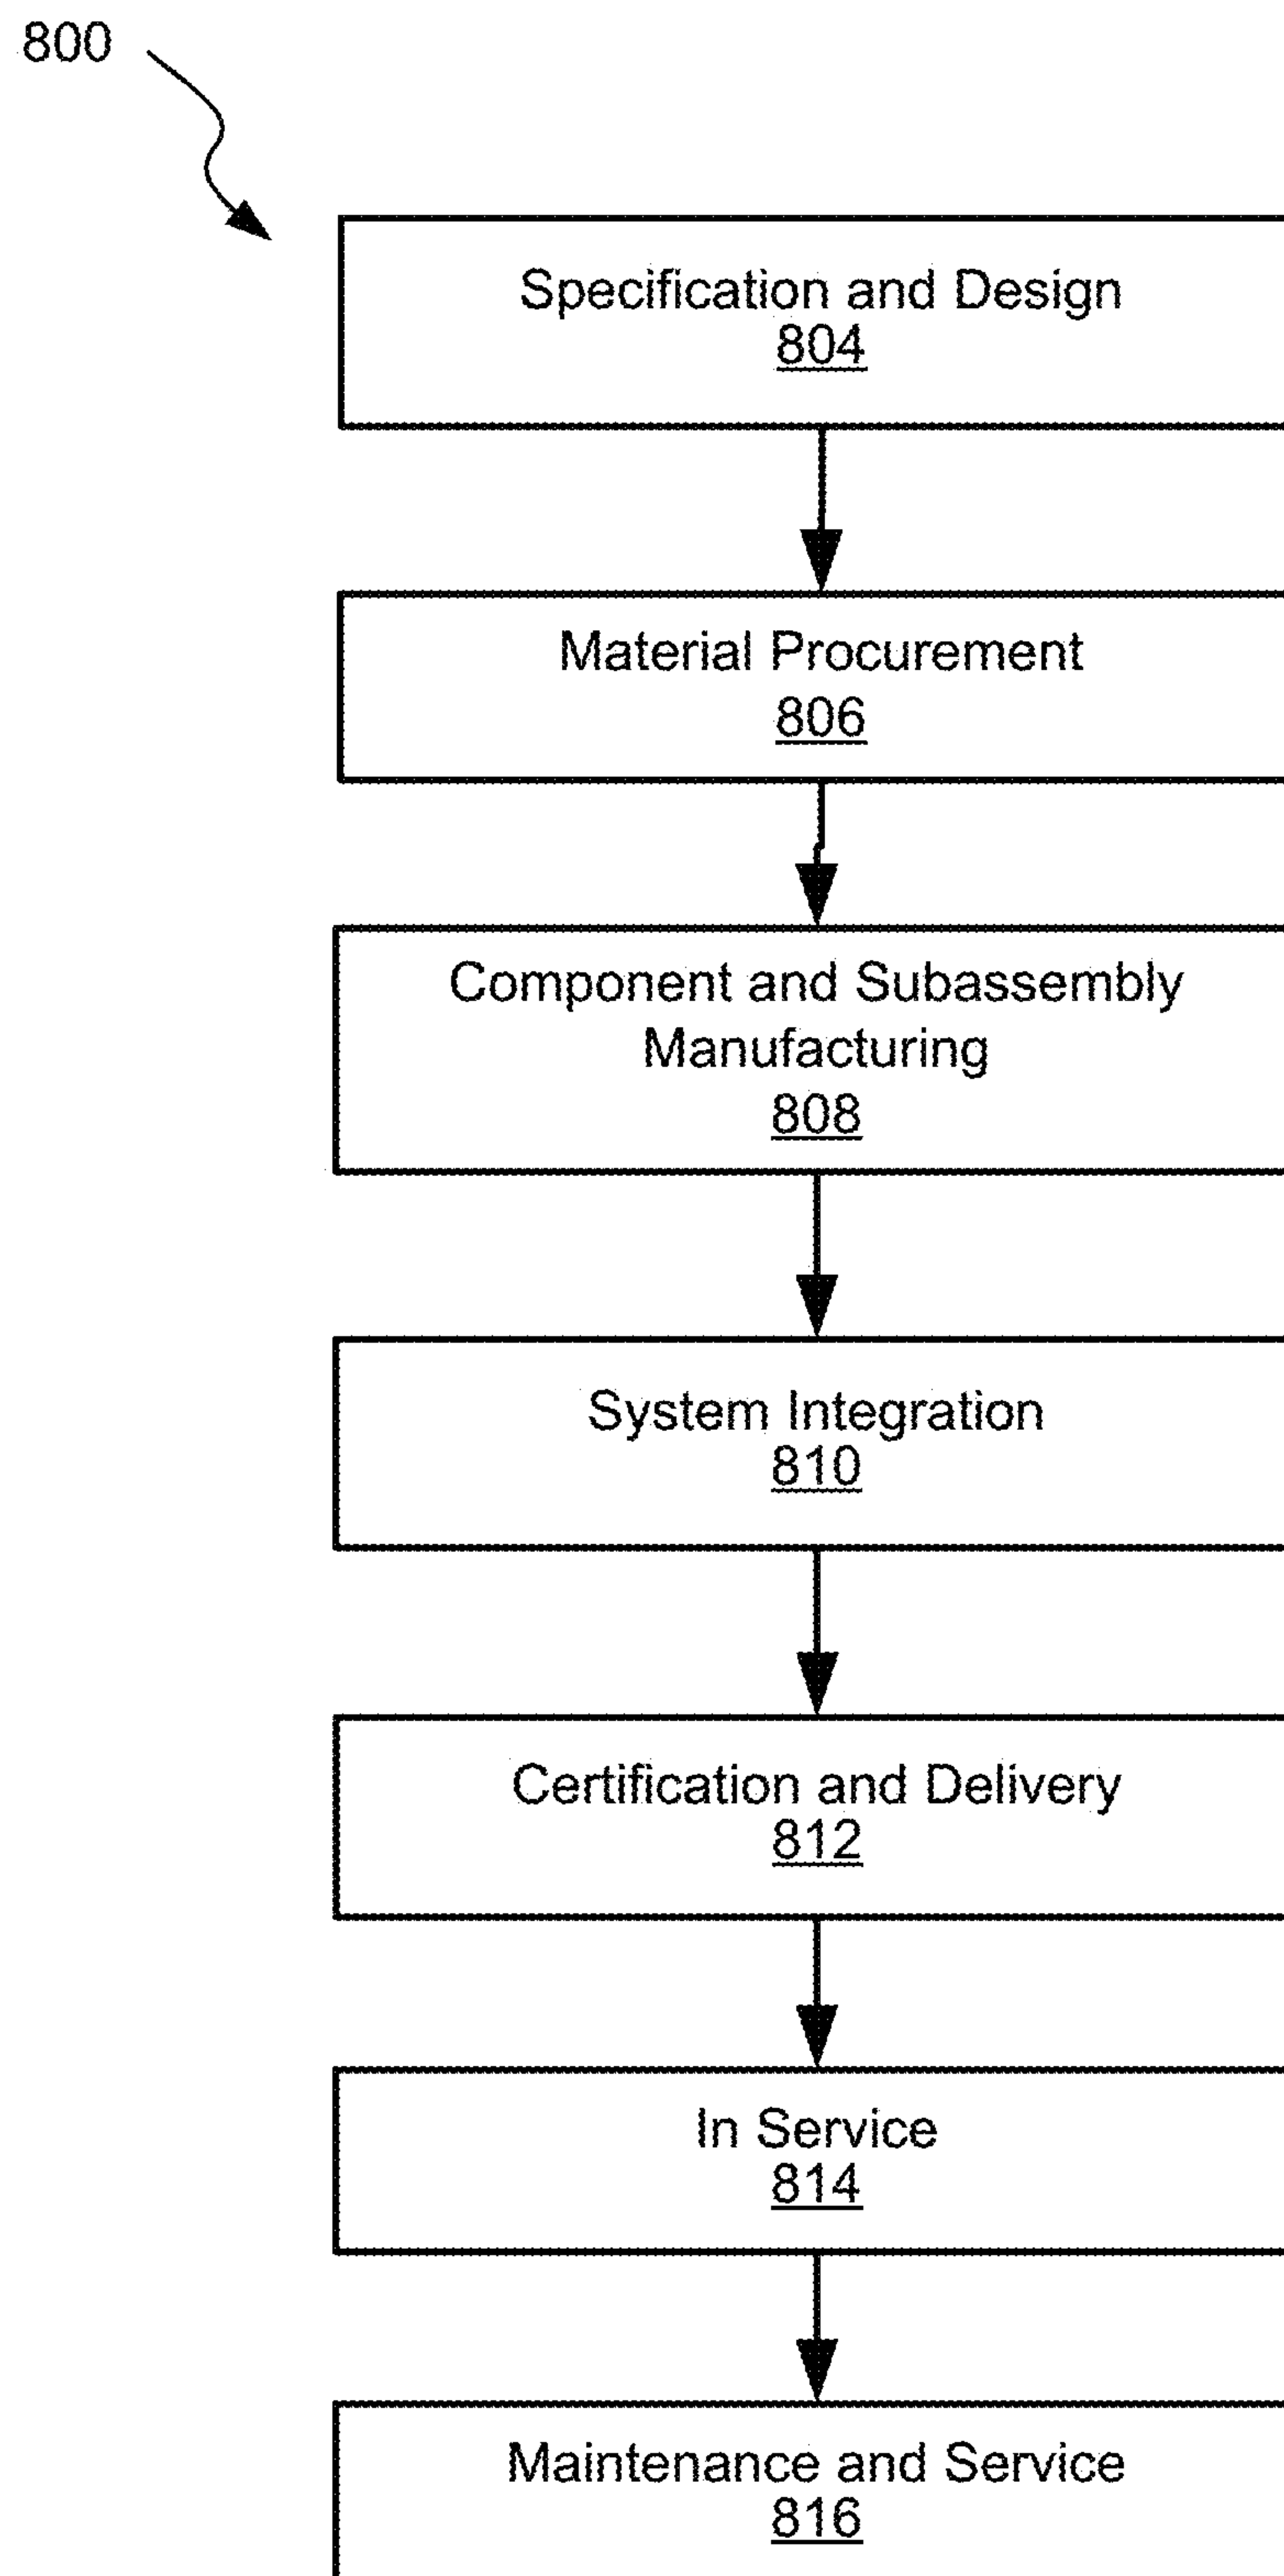 800
Specification and Design
804
Material Procurement
806
Component and Subassembly
Manufacturing
808
System Integration
810
Certification and Delivery
812
In Service
814
Maintenance and Service
816